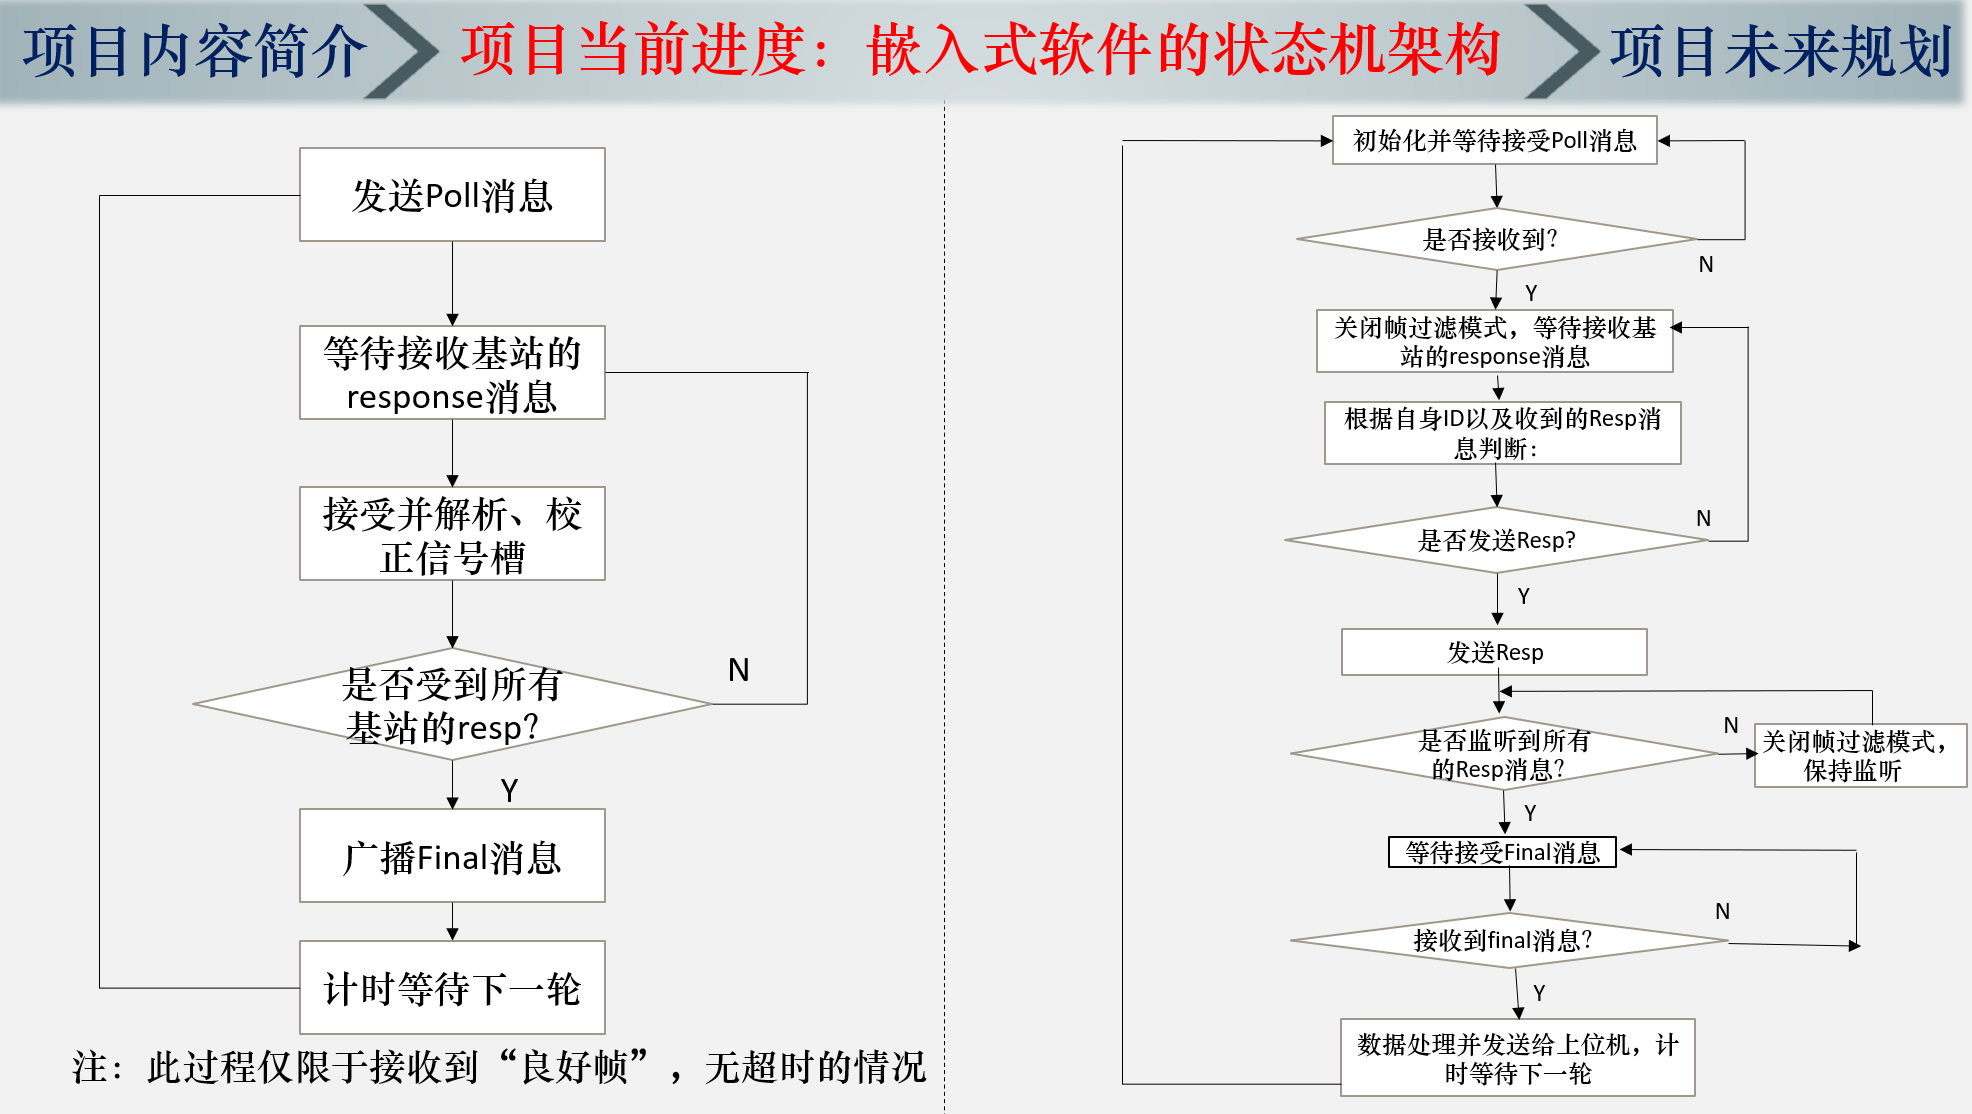 项目内容简介
项目当前进度：嵌入式软件的状态机架构
项目未来规划
发送Poll消息
等待接收基站的
response消息
接受并解析、校
正信号槽
是否受到所有
基站的resp？
N
Y
广播Final消息
计时等待下一轮
注：此过程仅限于接收到“良好帧”，无超时的情况
初始化并等待接受Poll消息
是否接收到？
N
Y
关闭帧过滤模式，等待接收基
站的response消息
根据自身ID以及收到的Resp消
息判断：
是否发送Resp?
N
Y
发送Resp
是否监听到所有
的Resp消息？
N
关闭帧过滤模式，
保持监听
Y
等待接受Final消息
接收到final消息？
N
Y
数据处理并发送给上位机，计
时等待下一轮